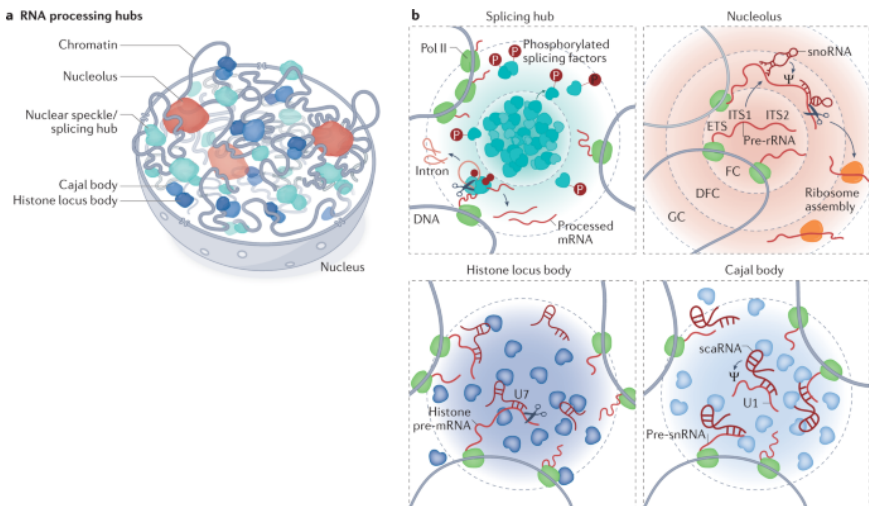 a RNA processing hubs
Chromatin
Nucleolus
Nuclear speckle/
splicing hub
Cajal body
Histone locus body
Nucleus
b
Splicing hub
Pol II
P
Phosphorylated
splicing factors
P
P
P
P
Intron
DNA
Processed
mRNA
Nucleolus
snoRNA
Ψ
ITS1
ITS2
ETS
Pre-rRNA
FC
DFC
GC
Ribosome
assembly
Histone locus body
U7
Histone
pre-mRNA
Cajal body
scaRNA
Ψ
U1
Pre-snRNA